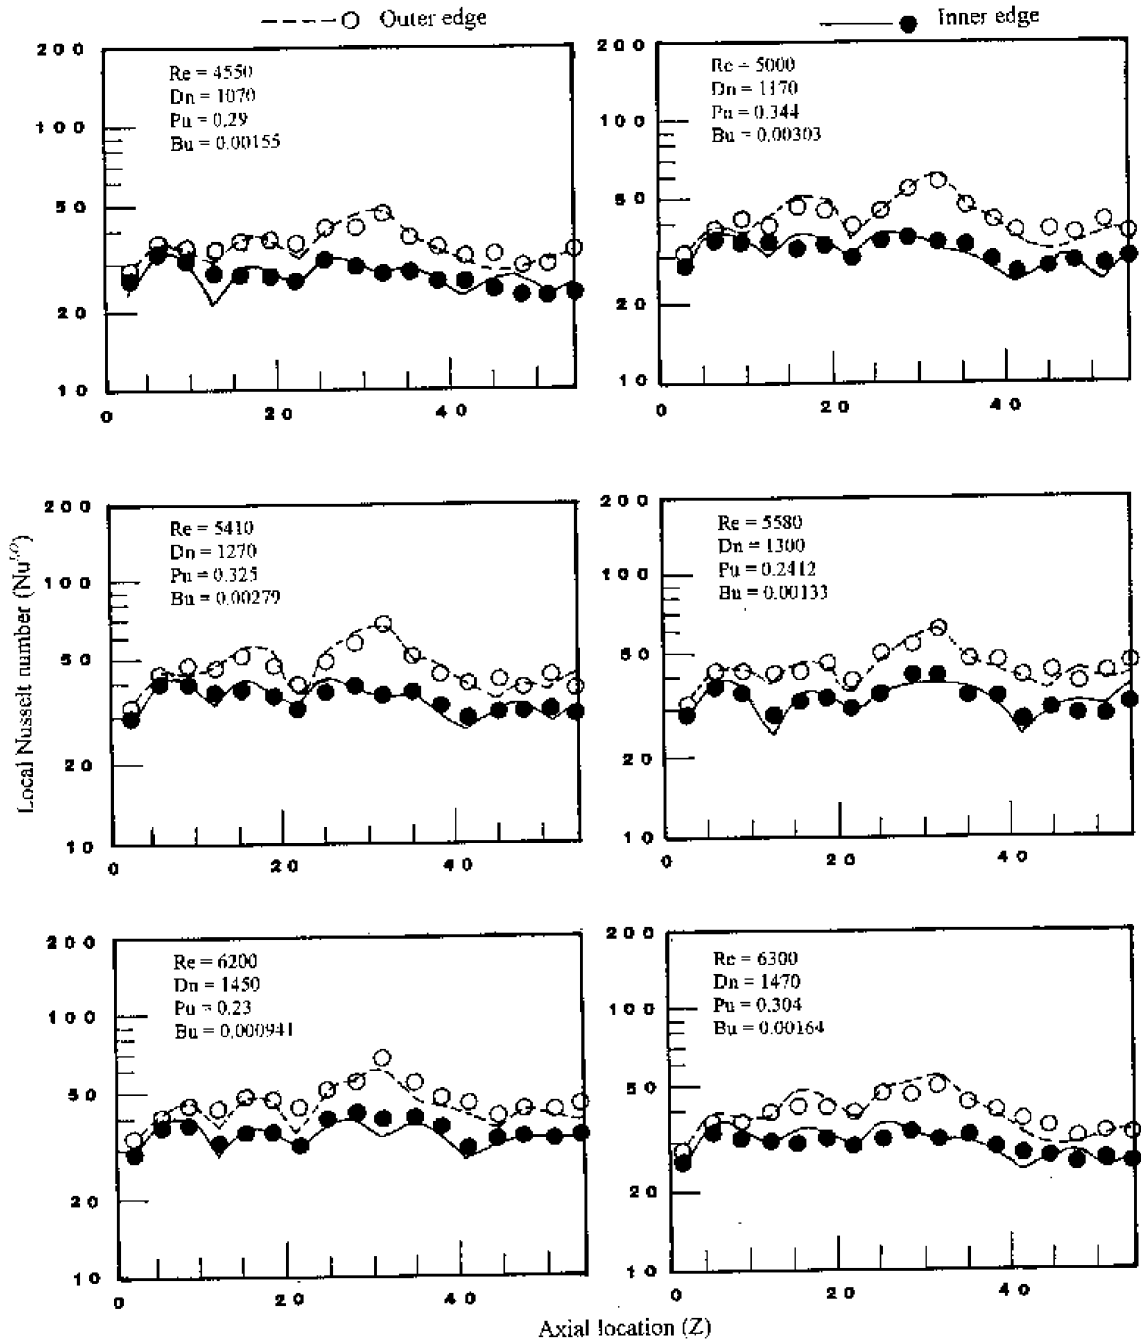 Outer edge
Inner edge
200
100
50
20
10
0
20
40
Re = 4550
Dn = 1070
Pu = 0.29
Bu = 0.00155
200
100
50
20
10
0
20
40
Re = 5000
Dn = 1170
Pu = 0.344
Bu = 0.00303
Local Nusselt number
200
100
50
20
10
0
20
40
Re = 5410
Dn = 1270
Pu = 0.325
Bu = 0.00279
200
100
50
20
10
0
20
40
Re = 5580
Dn = 1300
Pu = 0.2412
Bu = 0.00133
200
100
50
20
10
0
20
40
Re = 6200
Dn = 1450
Pu = 0.23
Bu = 0.000941
200
100
50
20
10
0
20
40
Re = 6300
Dn = 1470
Pu = 0.304
Bu = 0.00164
Axial location (Z)